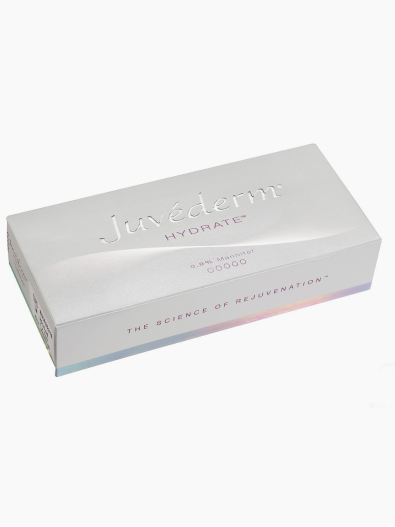 Juvéderm®
HYDRATE™
0,9% Mannitol
THE SCIENCE OF REJUVENATION™